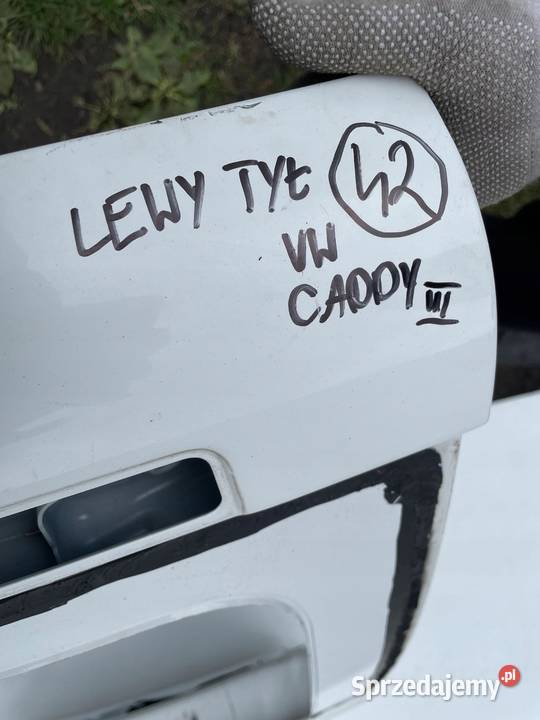 LEWY TYŁ 42
VW
CADDY III
Sprzedajemy.pl